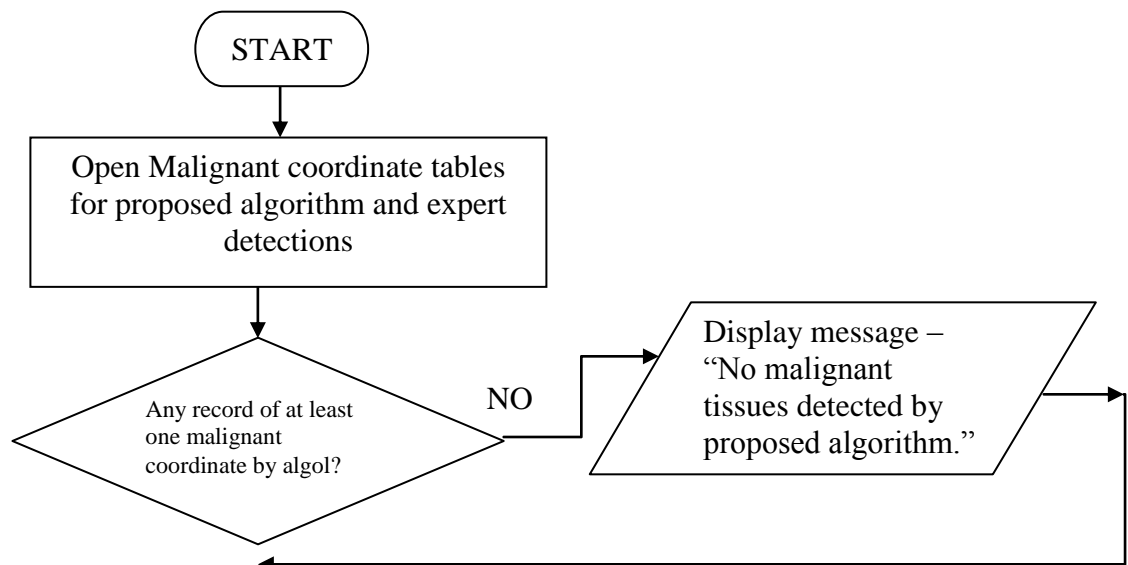 START
Open Malignant coordinate tables
for proposed algorithm and expert
detections
Any record of at least
one malignant
coordinate by algol?
NO
Display message –
“No malignant
tissues detected by
proposed algorithm.”